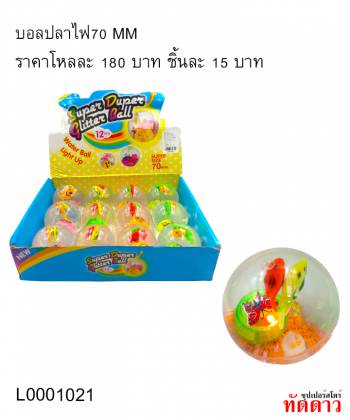 บอลปลาไฟ70 MM
ราคาโหลละ 180 บาท ชิ้นละ 15 บาท
Super Duper
Glitter Ball
12
Water Ball
Light Up
SUPER
SIZE
70
NEW
Super Duper
Glitter Ball
L0001021
ซุปเปอร์สโตร์
ทัดดาว